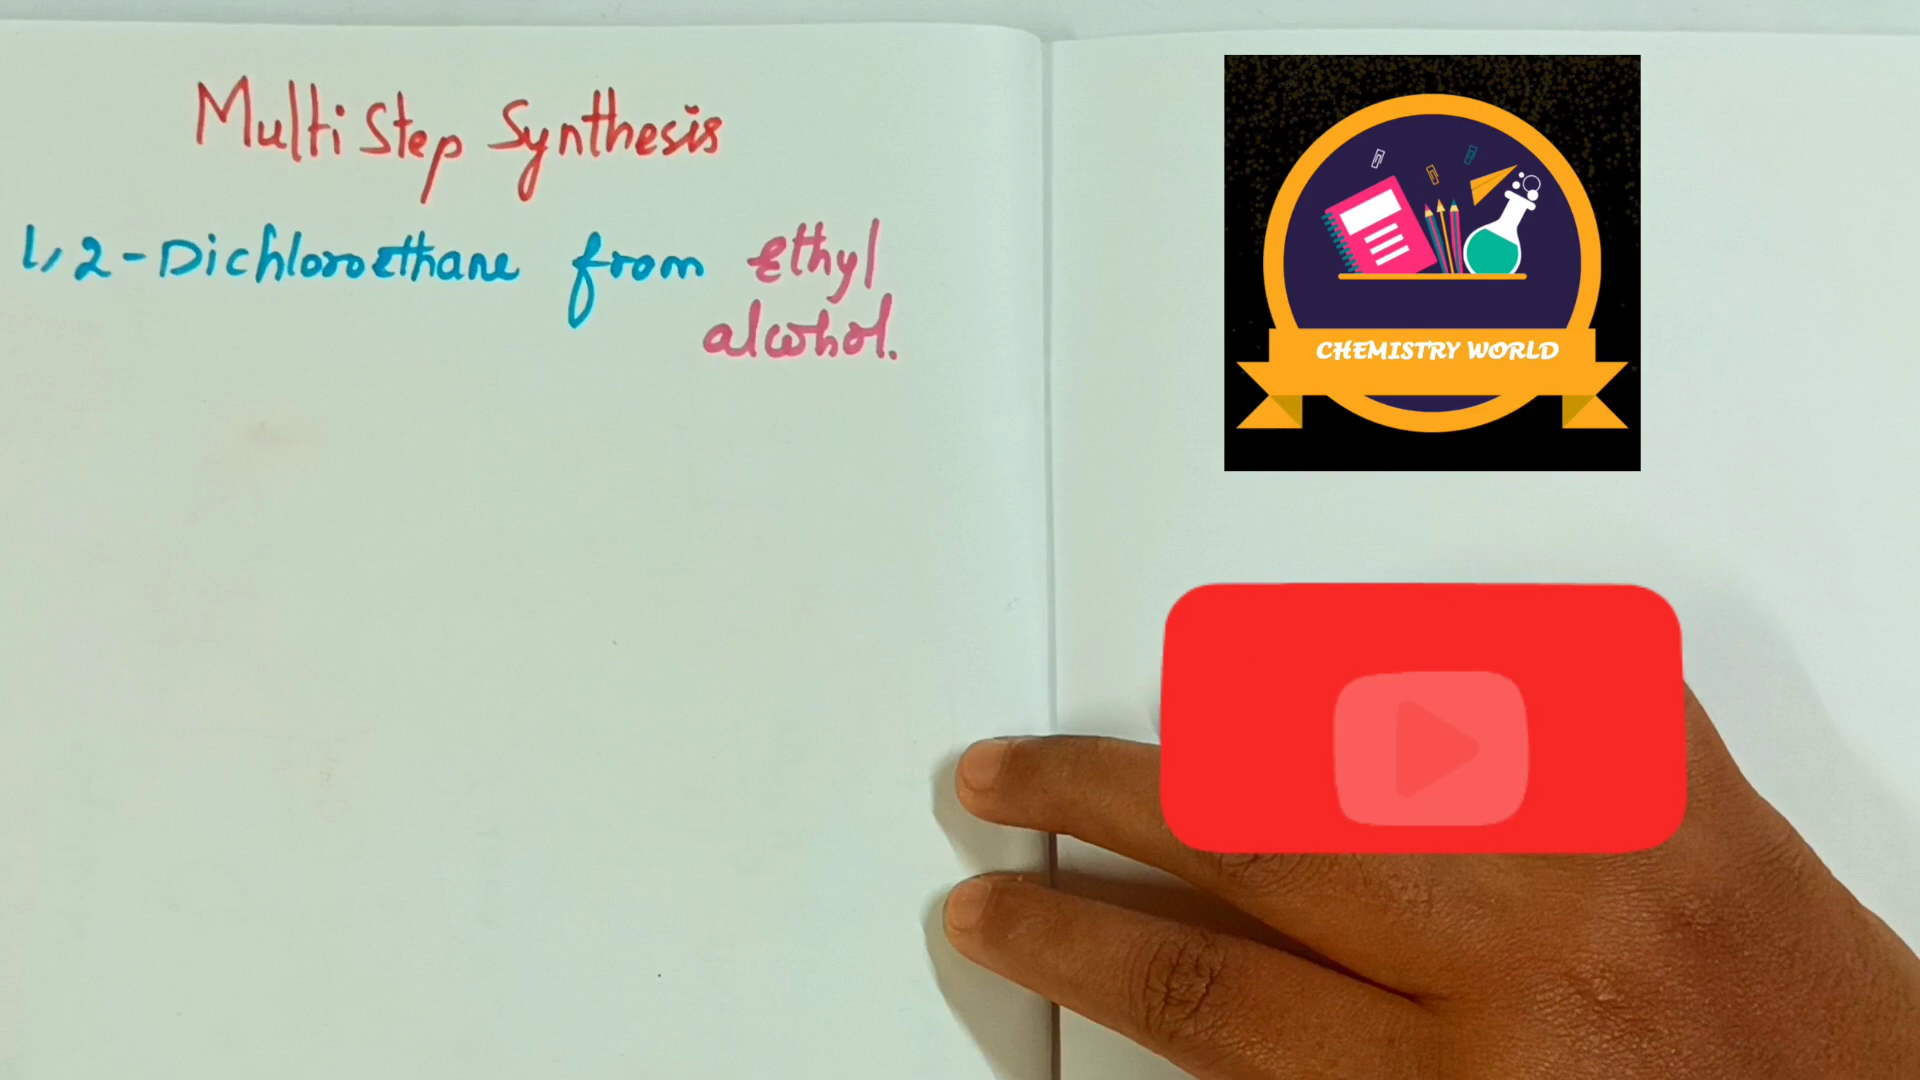 Multi Step Synthesis
1,2-Dichloroethane from ethyl
alcohol.
CHEMISTRY WORLD